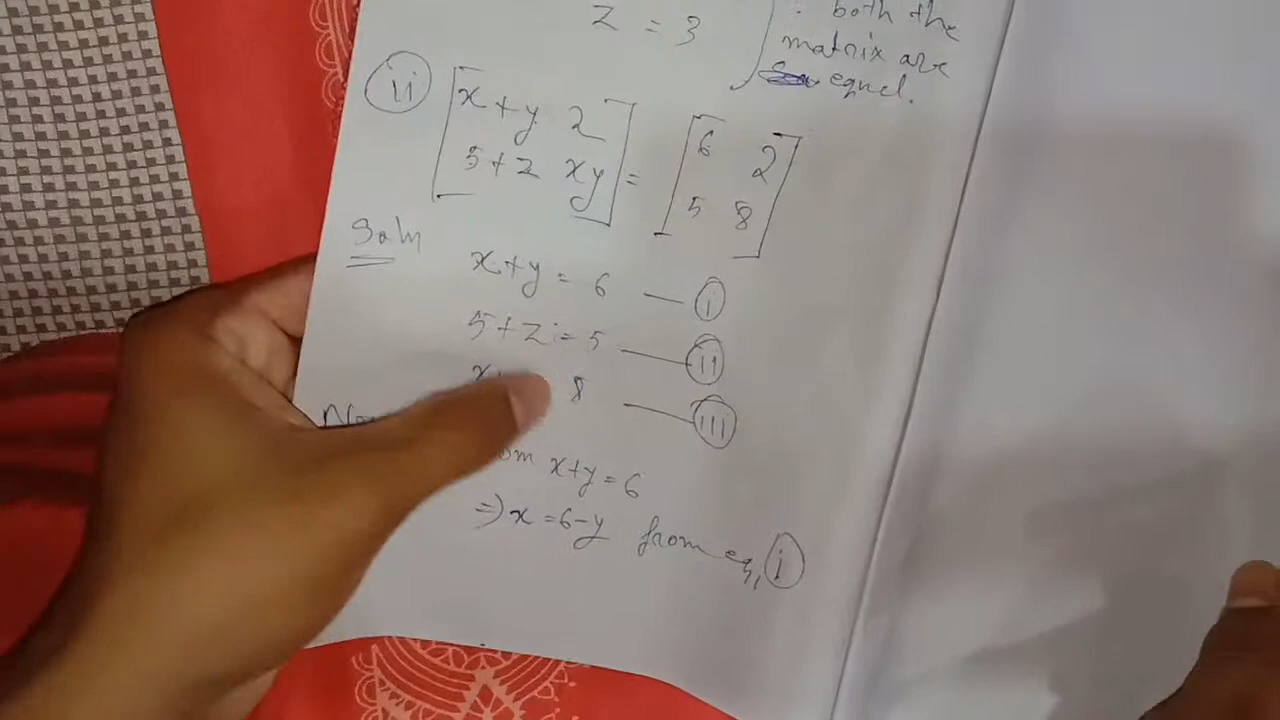 z = 3
∴ both the
matrix are
equel.
(ii) [x+y 2
5+z xy] = [6 2
5 8]
Soln
x+y = 6 — (i)
5+z = 5 — (ii)
x 8 — (iii)
x+y=6
=> x = 6-y from eq, (i)